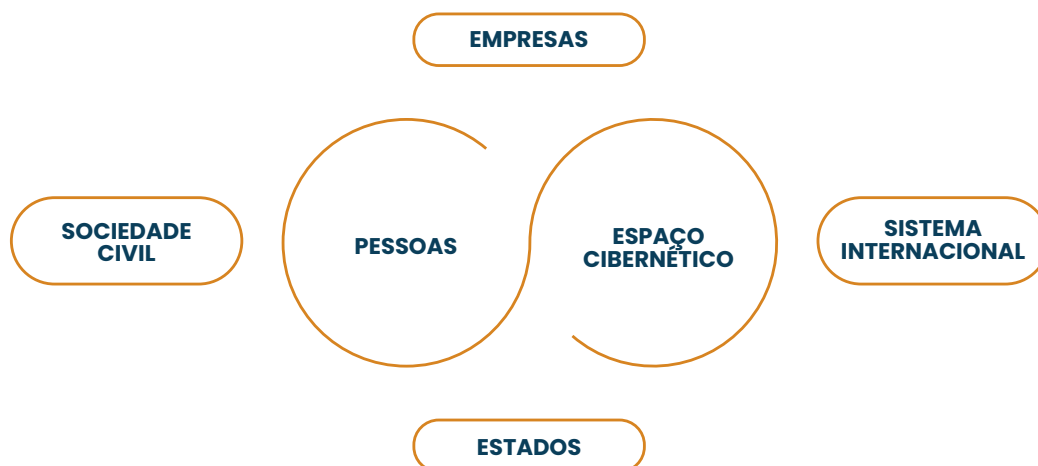 EMPRESAS
SOCIEDADE
CIVIL
PESSOAS
ESPAÇO
CIBERNÉTICO
SISTEMA
INTERNACIONAL
ESTADOS